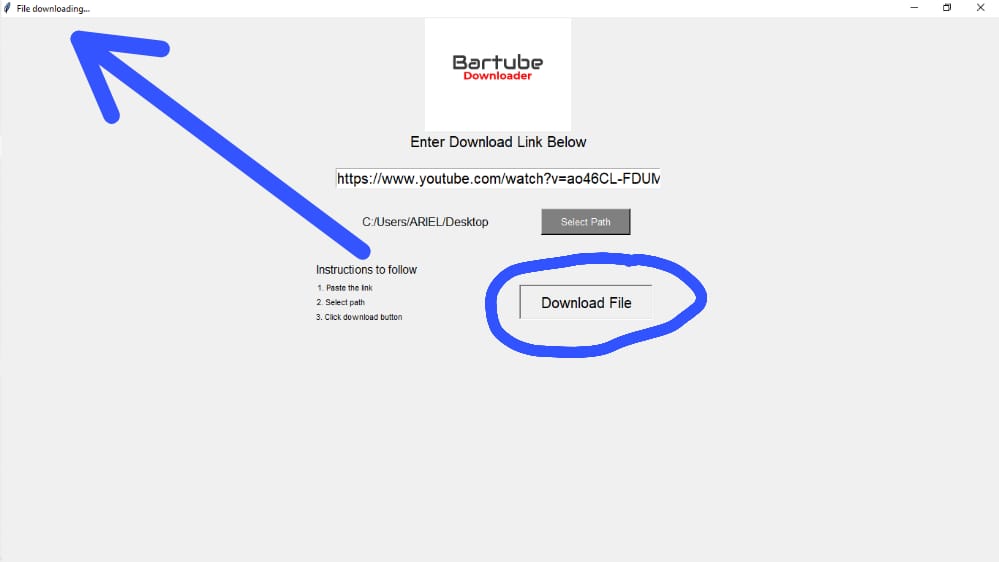 File downloading...
Bartube
Downloader
Enter Download Link Below
https://www.youtube.com/watch?v=ao46CL-FDUM
C:/Users/ARIEL/Desktop
Select Path
Instructions to follow
1. Paste the link
2. Select path
3. Click download button
Download File